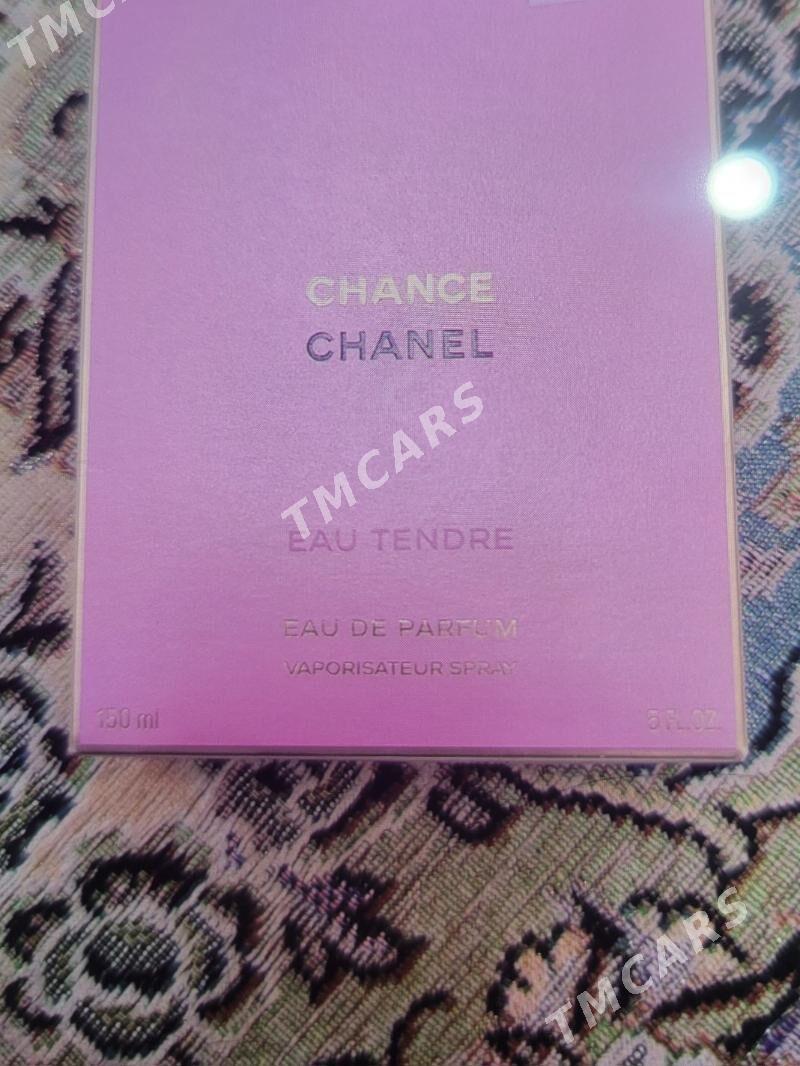 TMCARS
CHANCE
CHANEL
TMCARS
EAU TENDRE
EAU DE PARFUM
VAPORISATEUR SPRAY
150 ml
5 FL.OZ.
TMCARS